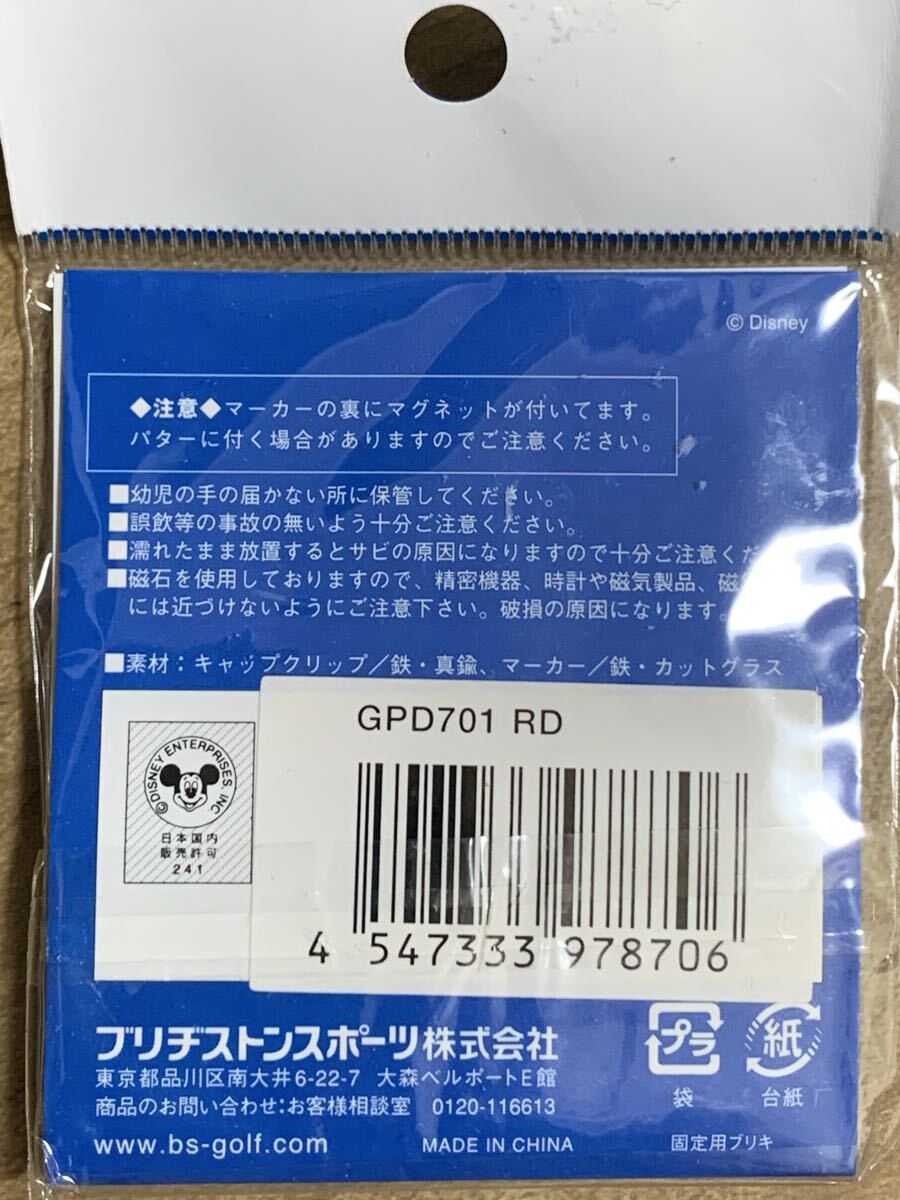 © Disney
◆注意◆マーカーの裏にマグネットが付いてます。
パターに付く場合がありますのでご注意ください。
■幼児の手の届かない所に保管してください。
■誤飲等の事故の無いよう十分ご注意ください。
■濡れたまま放置するとサビの原因になりますので十分ご注意くだ
■磁石を使用しておりますので、精密機器、時計や磁気製品、磁
には近づけないようにご注意下さい。破損の原因になります。
■素材：キャップクリップ／鉄・真鍮、マーカー／鉄・カットグラス
GPD701 RD
©DISNEY ENTERPRISES, INC
日本国内
販売許可
241
4 547333 978706
ブリヂストンスポーツ株式会社
東京都品川区南大井6-22-7 大森ベルポートE館
商品のお問い合わせ:お客様相談室 0120-116613
www.bs-golf.com MADE IN CHINA
プラ
袋
紙
台紙
固定用ブリキ